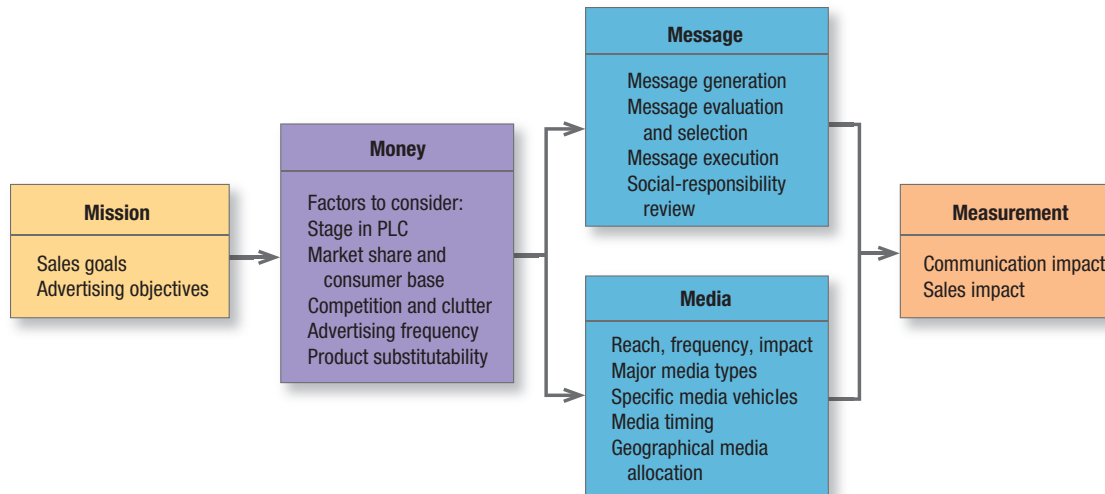 Mission
Sales goals
Advertising objectives
Money
Factors to consider:
Stage in PLC
Market share and
consumer base
Competition and clutter
Advertising frequency
Product substitutability
Message
Message generation
Message evaluation
and selection
Message execution
Social-responsibility
review
Media
Reach, frequency, impact
Major media types
Specific media vehicles
Media timing
Geographical media
allocation
Measurement
Communication impact
Sales impact